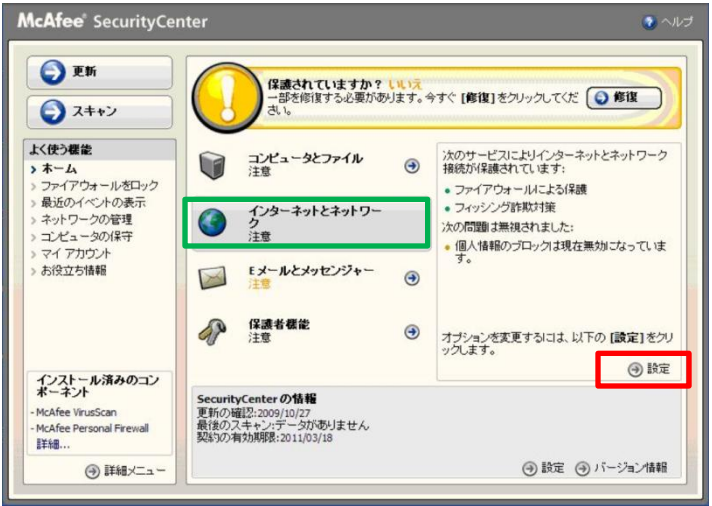 McAfee® SecurityCenter
ヘルプ
更新
スキャン
保護されていますか？ いいえ
一部を修復する必要があります。今すぐ [修復] をクリックしてくだ
さい。
修復
よく使う機能
ホーム
ファイアウォールをロック
最近のイベントの表示
ネットワークの管理
コンピュータの保守
マイ アカウント
お役立ち情報
コンピュータとファイル
注意
インターネットとネットワー
ク
注意
E メールとメッセンジャー
注意
保護者機能
注意
次のサービスによりインターネットとネットワーク
接続が保護されています:
ファイアウォールによる保護
フィッシング詐欺対策
次の問題は無視されました:
個人情報のブロックは現在無効になっていま
す。
オプションを変更するには、以下の [設定] をクリ
ックします。
設定
インストール済みのコン
ポーネント
- McAfee VirusScan
- McAfee Personal Firewall
詳細...
詳細メニュー
SecurityCenter の情報
更新の確認:2009/10/27
最後のスキャン:データがありません
契約の有効期限:2011/03/18
設定
バージョン情報